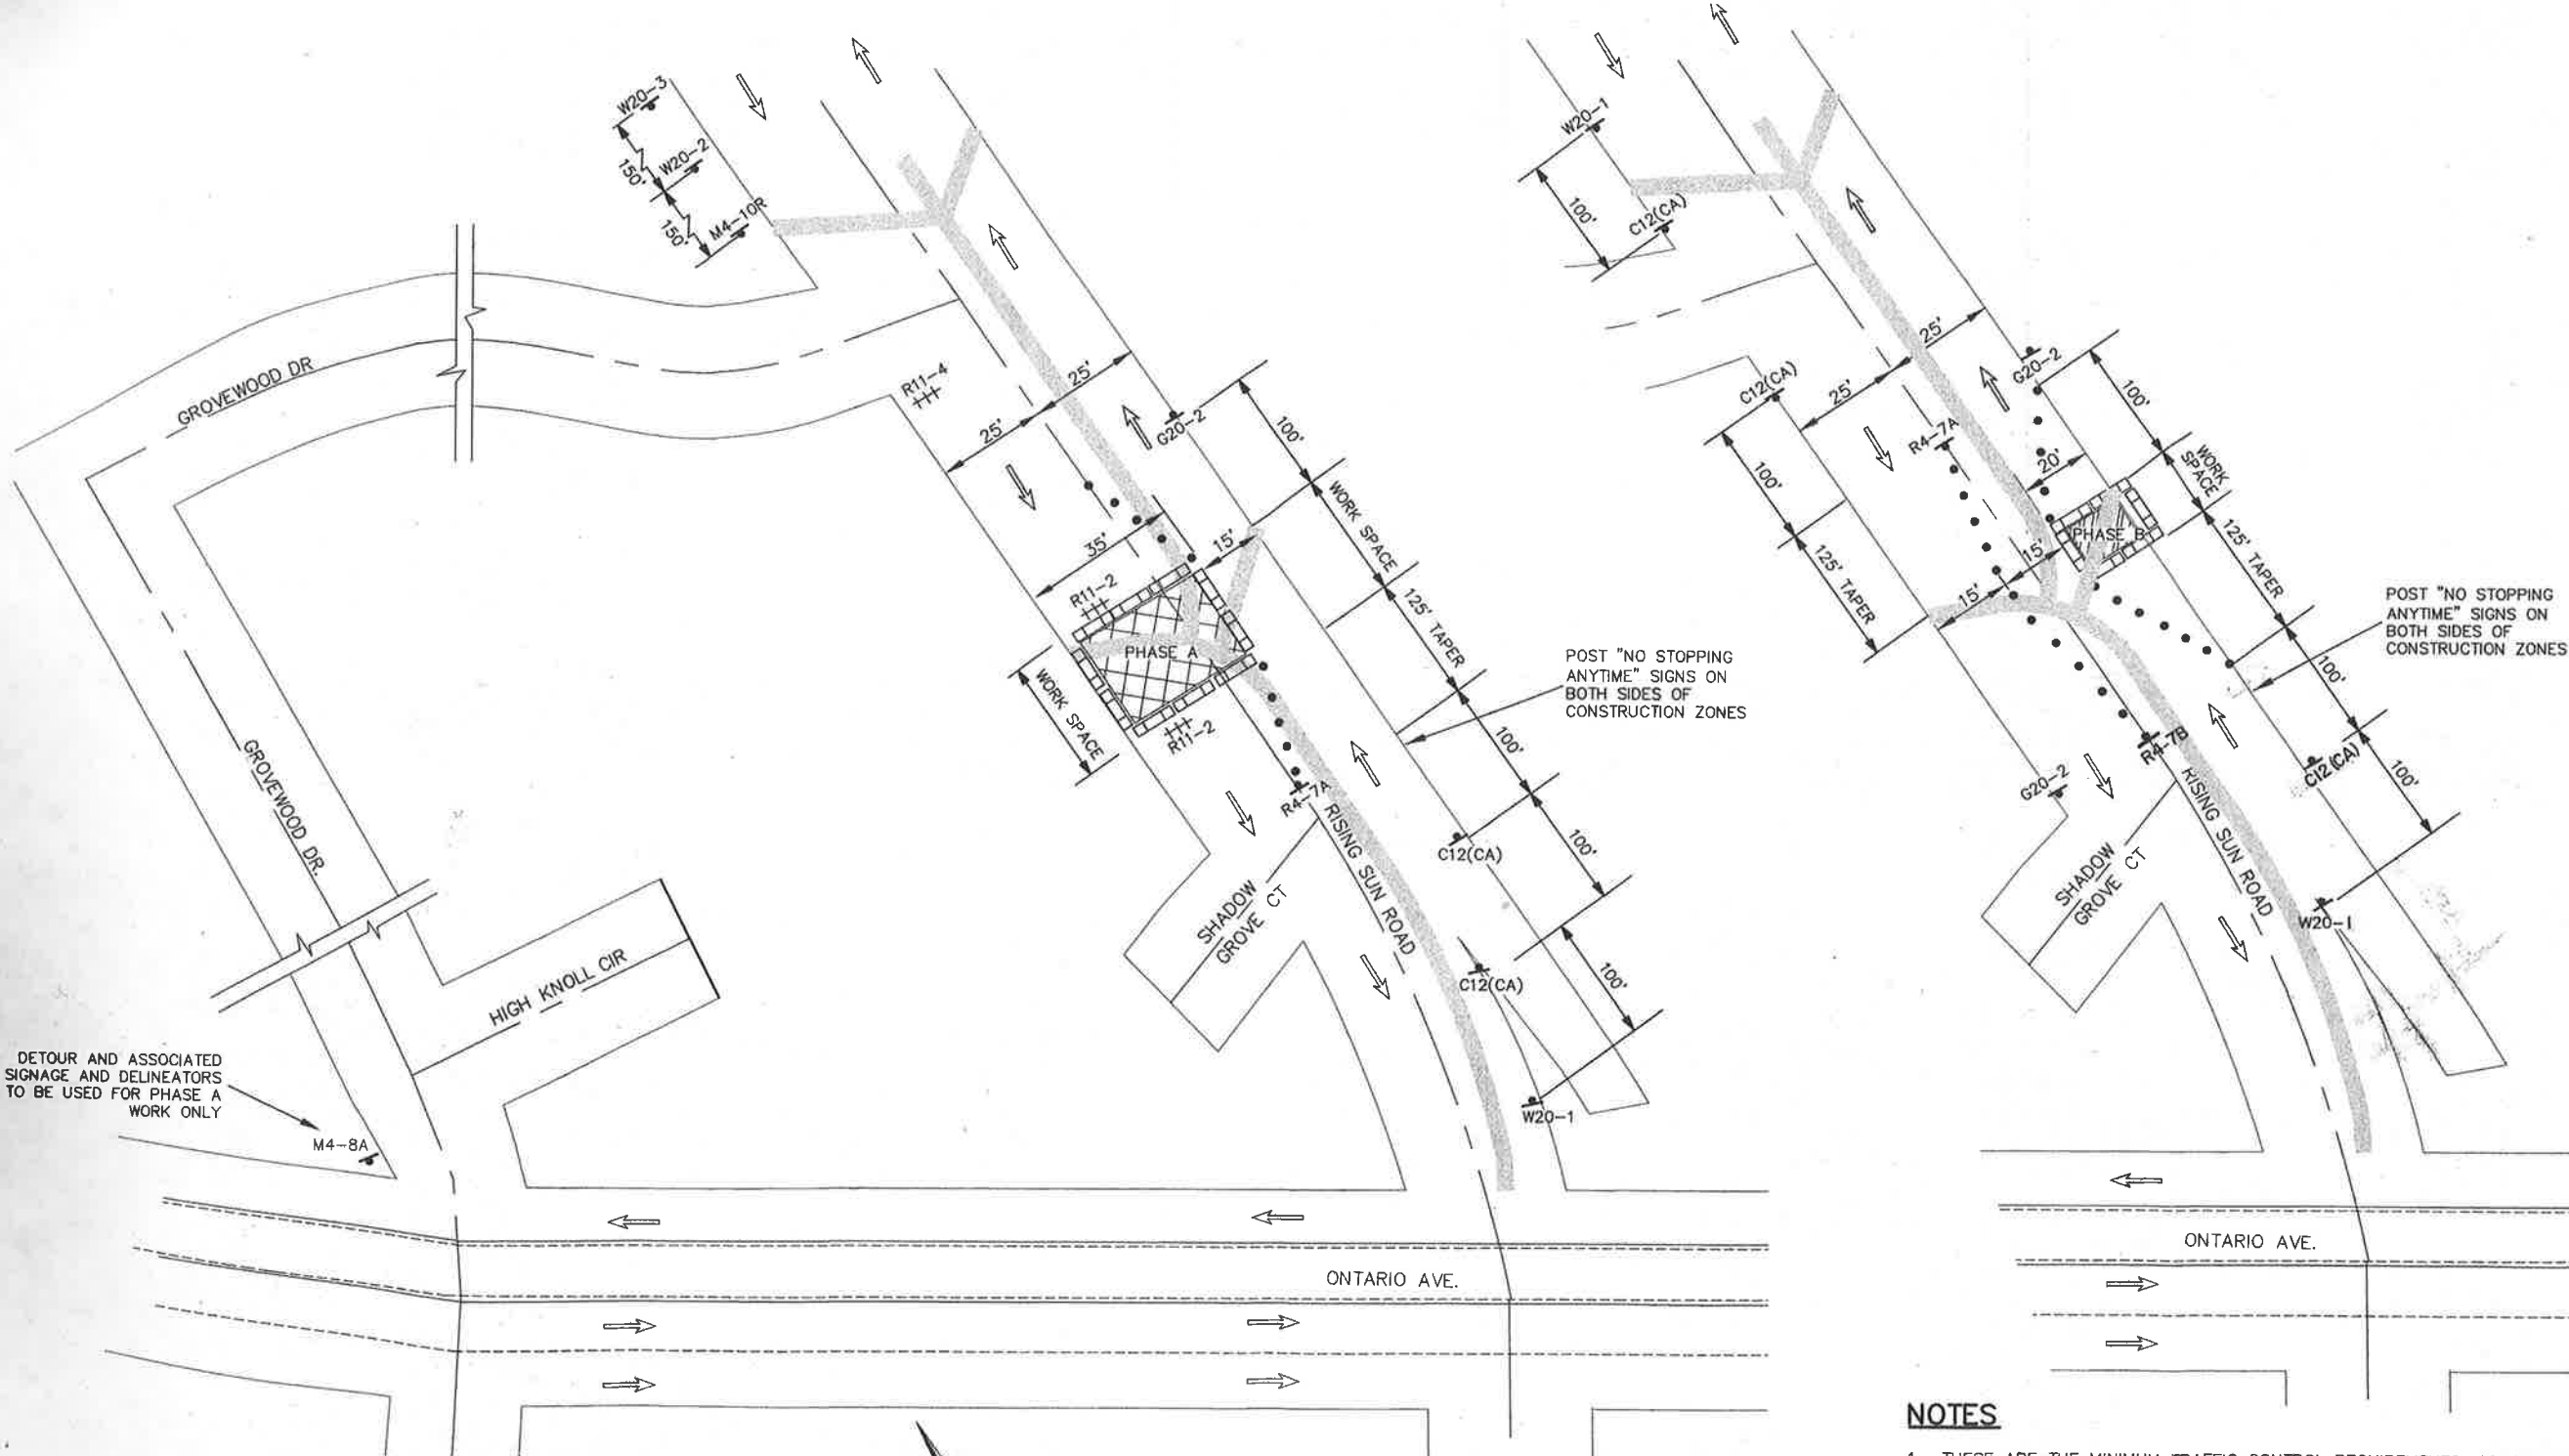 W20-3
150'
W20-2
150'
M4-10R
GROVEWOOD DR
R11-4
25'
25'
G20-2
100'
WORK SPACE
35'
15'
R11-2
PHASE A
125' TAPER
WORK SPACE
R11-2
R4-7A
100'
POST "NO STOPPING
ANYTIME" SIGNS ON
BOTH SIDES OF
CONSTRUCTION ZONES
GROVEWOOD DR.
RISING SUN ROAD
C12(CA)
100'
SHADOW
GROVE CT
C12(CA)
100'
HIGH KNOLL CIR
W20-1
DETOUR AND ASSOCIATED
SIGNAGE AND DELINEATORS
TO BE USED FOR PHASE A
WORK ONLY
M4-8A
ONTARIO AVE.
W20-1
100'
C12(CA)
25'
25'
C12(CA)
G20-2
100'
R4-7A
20'
WORK
SPACE
100'
PHASE B
15'
125' TAPER
125' TAPER
15'
POST "NO STOPPING
ANYTIME" SIGNS ON
BOTH SIDES OF
CONSTRUCTION ZONES
100'
R4-7B
C12(CA)
100'
G20-2
RISING SUN ROAD
SHADOW
GROVE CT
W20-1
ONTARIO AVE.
NOTES